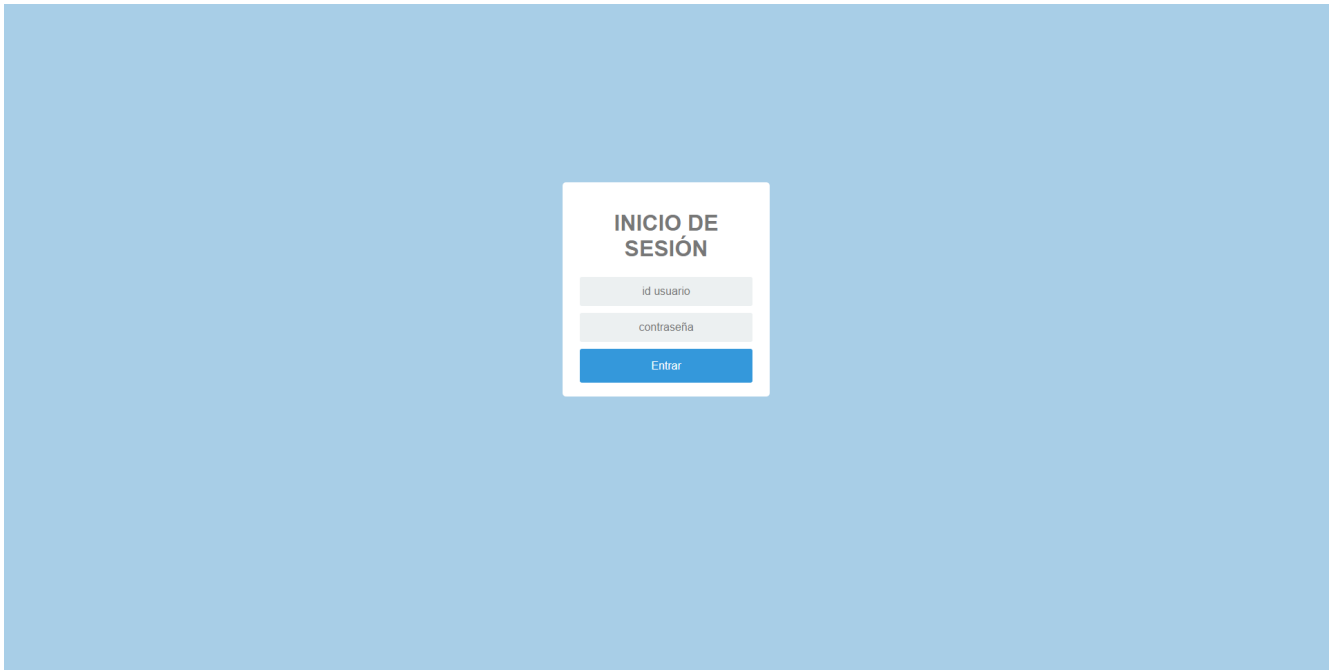 INICIO DE
SESIÓN
id usuario
contraseña
Entrar